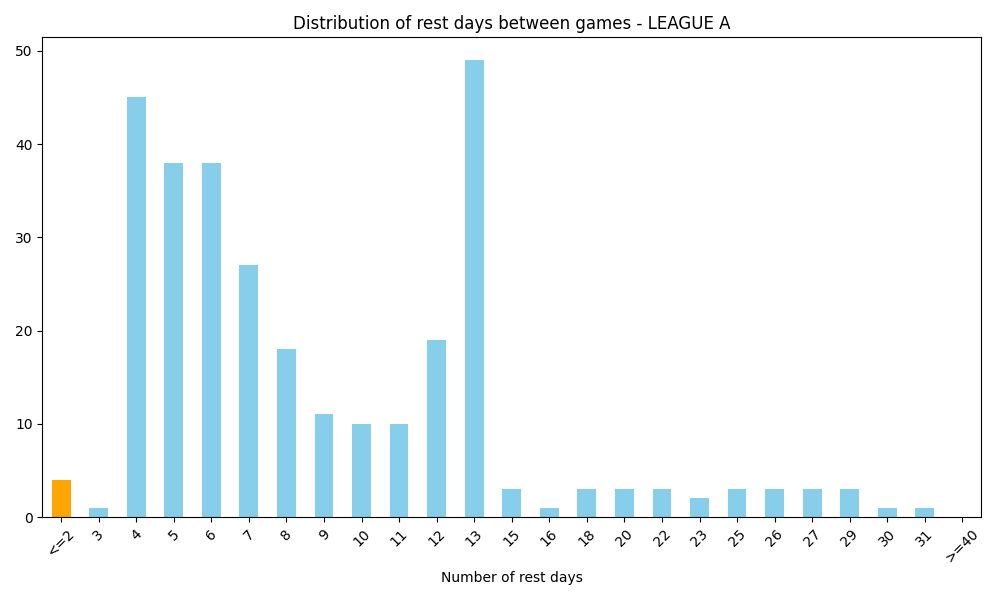 Distribution of rest days between games - LEAGUE A
50
40
30
20
10
0
<=2 3 4 5 6 7 8 9 10 11 12 13 15 16 18 20 22 23 25 26 27 29 30 31 >=40
Number of rest days